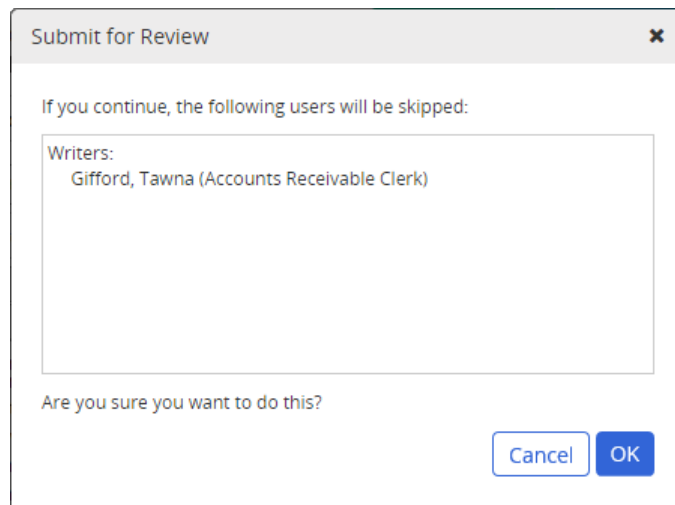 Submit for Review
If you continue, the following users will be skipped:
Writers:
Gifford, Tawna (Accounts Receivable Clerk)
Are you sure you want to do this?
Cancel
OK